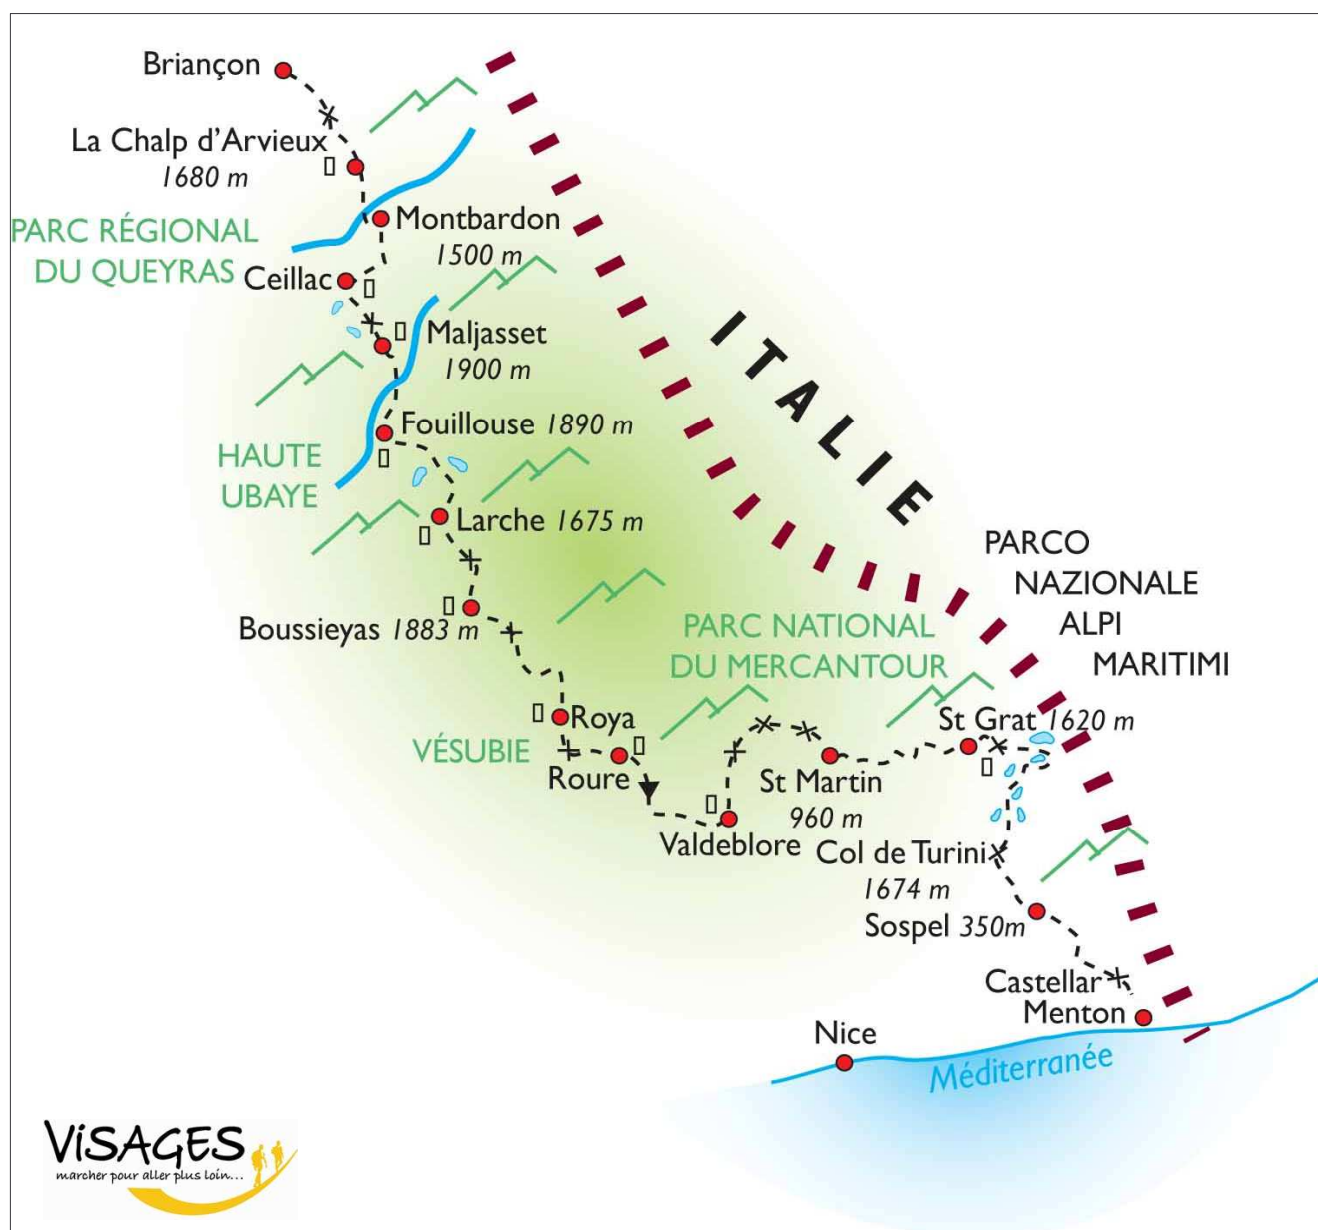 Briançon
La Chalp d'Arvieux
1680 m
PARC RÉGIONAL
DU QUEYRAS
Montbardon
1500 m
Ceillac
Maljasset
1900 m
ITALIE
Fouillouse 1890 m
HAUTE
UBAYE
Larche 1675 m
PARCO
NAZIONALE
ALPI
MARITIMI
Boussieyas 1883 m
PARC NATIONAL
DU MERCANTOUR
Roya
St Grat 1620 m
VÉSUBIE
Roure
St Martin
960 m
Valdeblore
Col de Turini
1674 m
Sospel 350m
Castellar
Menton
Nice
Méditerranée
ViSAGES
marcher pour aller plus loin...